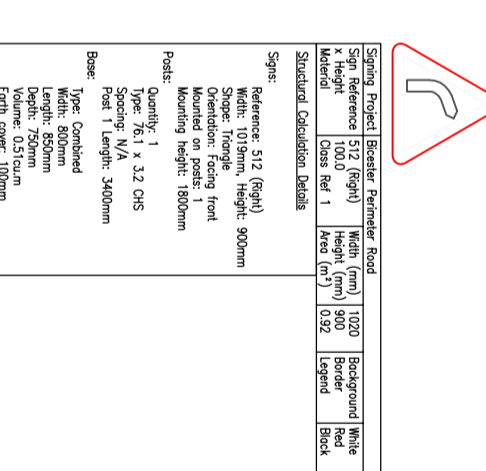 Signing Project Bicester Perimeter Road
Sign Reference 512 (Right) Width (mm) 1020 Background White
x Height 100.0 Height (mm) 900 Border Red
Material Class Ref 1 Area (m²) 0.92 Legend Black
Structural Calculation Details
Signs:
Reference: 512 (Right)
Width: 1019mm, Height: 900mm
Shape: Triangle
Orientation: Facing front
Mounted on posts: 1
Mounting height: 1800mm
Posts:
Quantity: 1
Type: 76.1 x 3.2 CHS
Spacing: N/A
Post 1 Length: 3400mm
Base:
Type: Combined
Width: 800mm
Length: 850mm
Depth: 750mm
Volume: 0.51cu.m
Earth cover: 100mm